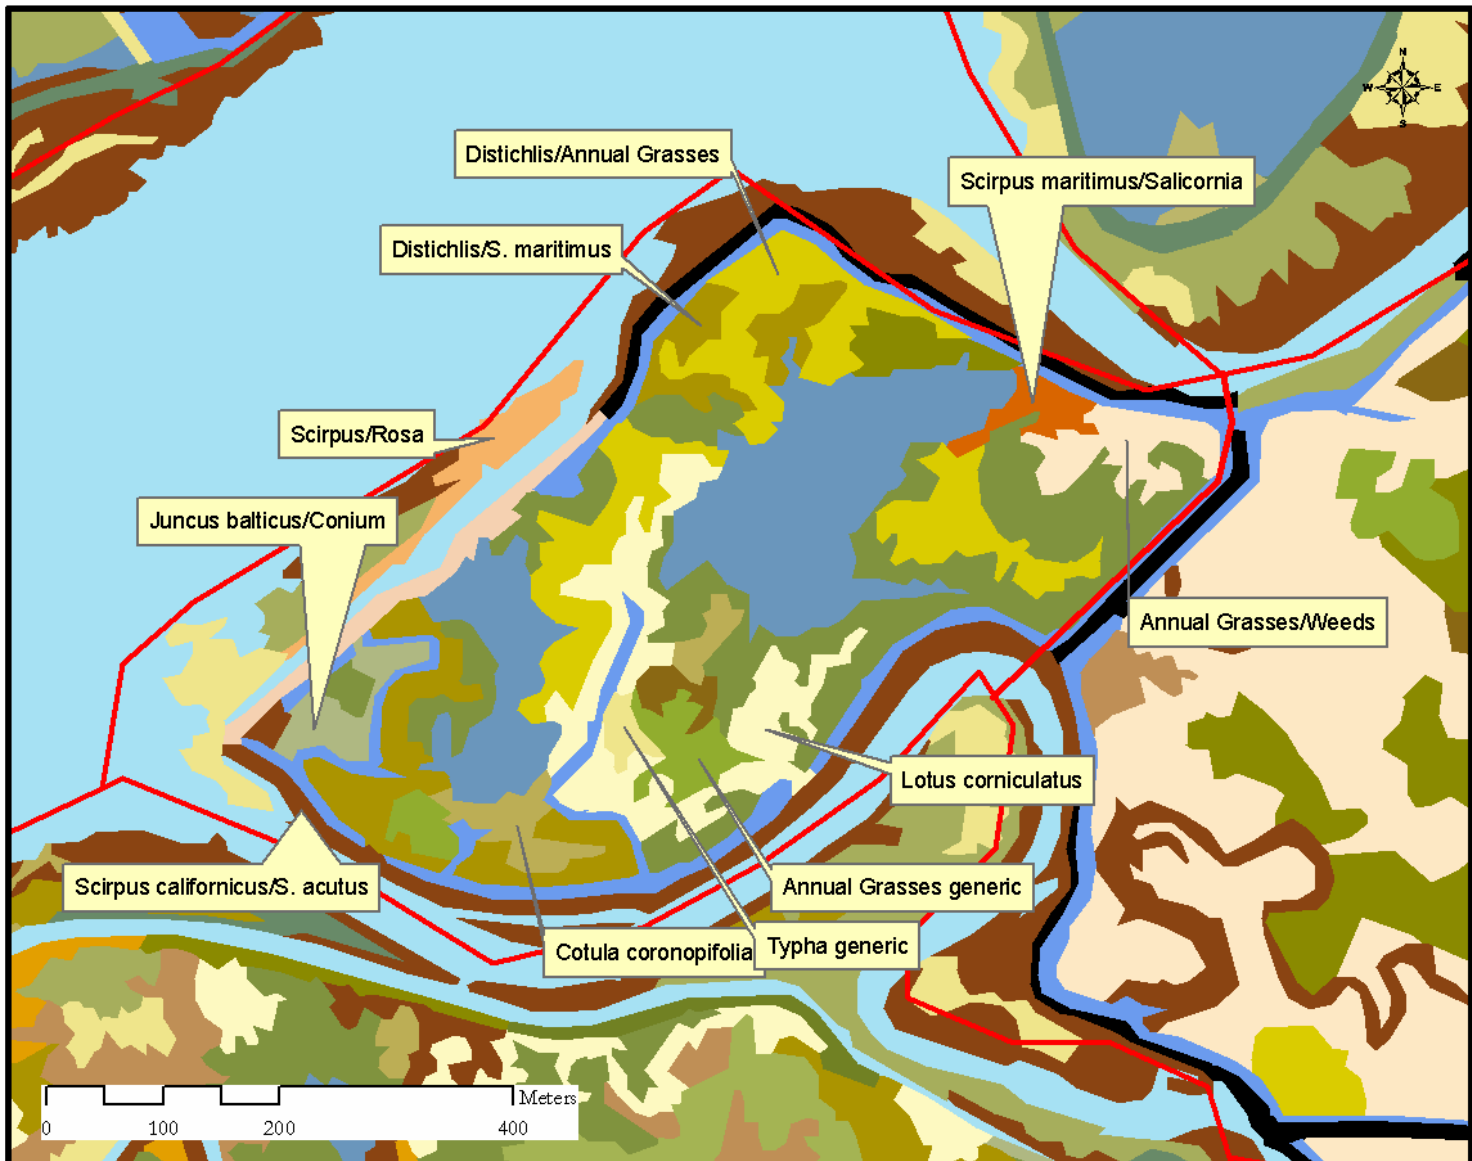 N
W E
S
Distichlis/Annual Grasses
Scirpus maritimus/Salicornia
Distichlis/S. maritimus
Scirpus/Rosa
Juncus balticus/Conium
Annual Grasses/Weeds
Lotus corniculatus
Scirpus californicus/S. acutus
Annual Grasses generic
Cotula coronopifolia
Typha generic
Meters
0 100 200 400